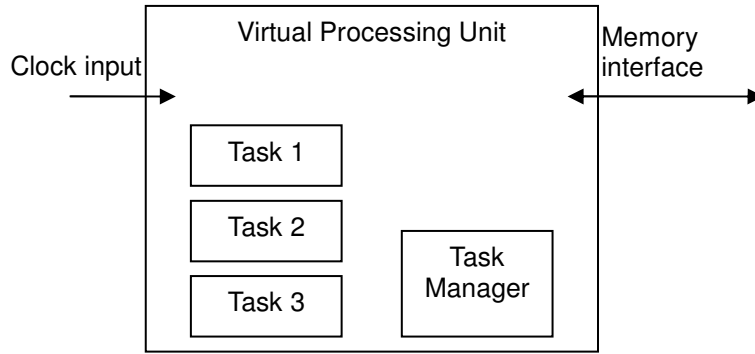 Virtual Processing Unit
Clock input
Memory
interface
Task 1
Task 2
Task 3
Task
Manager